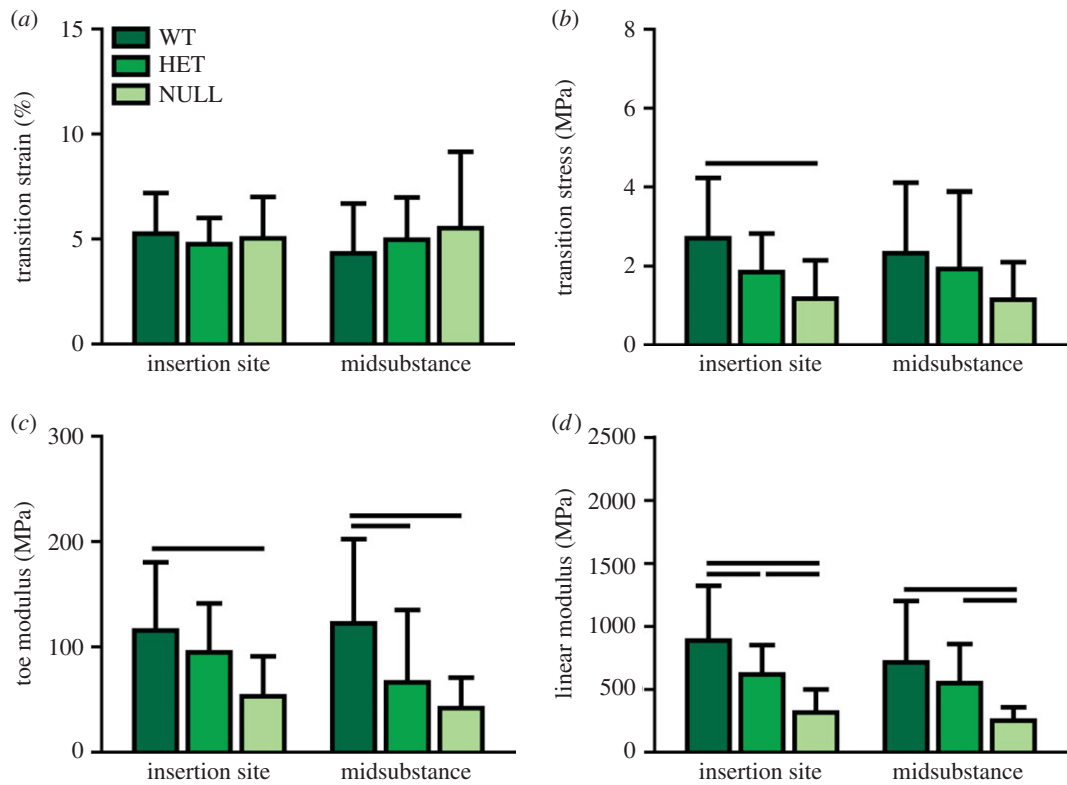 (a)
15
10
5
0
transition strain (%)
WT
HET
NULL
insertion site midsubstance
(b)
8
6
4
2
0
transition stress (MPa)
insertion site midsubstance
(c)
300
200
100
0
toe modulus (MPa)
insertion site midsubstance
(d)
2500
2000
1500
1000
500
0
linear modulus (MPa)
insertion site midsubstance